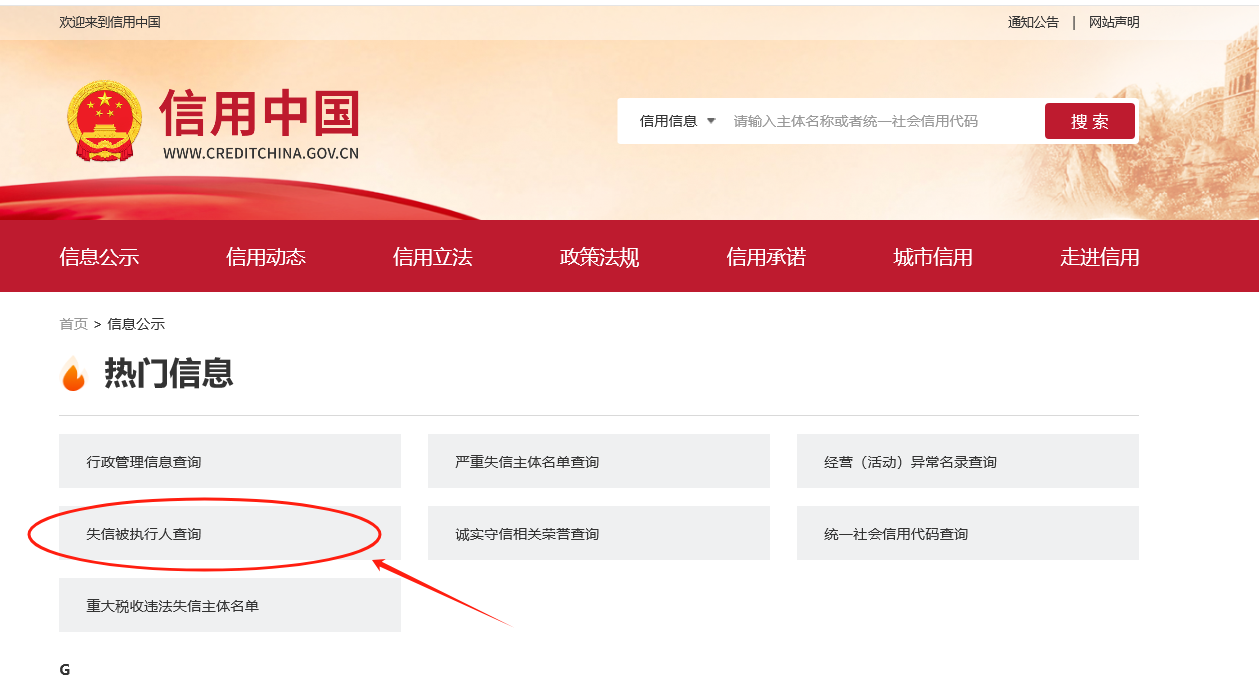 欢迎来到信用中国
通知公告 | 网站声明
信用中国
WWW.CREDITCHINA.GOV.CN
信用信息 请输入主体名称或者统一社会信用代码 搜 索
信息公示 信用动态 信用立法 政策法规 信用承诺 城市信用 走进信用
首页 > 信息公示
热门信息
行政管理信息查询 严重失信主体名单查询 经营（活动）异常名录查询
失信被执行人查询 诚实守信相关荣誉查询 统一社会信用代码查询
重大税收违法失信主体名单
G